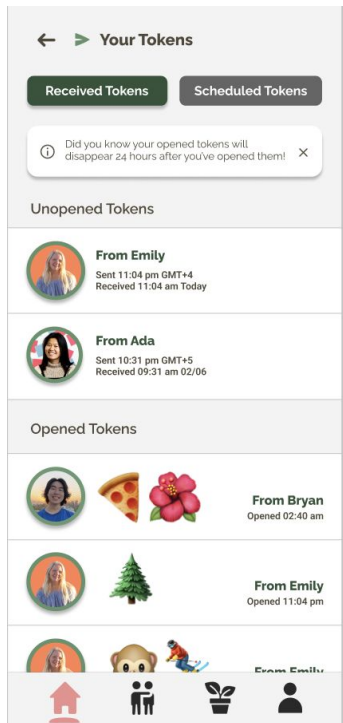 Your Tokens
Received Tokens
Scheduled Tokens
Did you know your opened tokens will
disappear 24 hours after you've opened them!
Unopened Tokens
From Emily
Sent 11:04 pm GMT+4
Received 11:04 am Today
From Ada
Sent 10:31 pm GMT+5
Received 09:31 am 02/06
Opened Tokens
From Bryan
Opened 02:40 am
From Emily
Opened 11:04 pm
From Emily